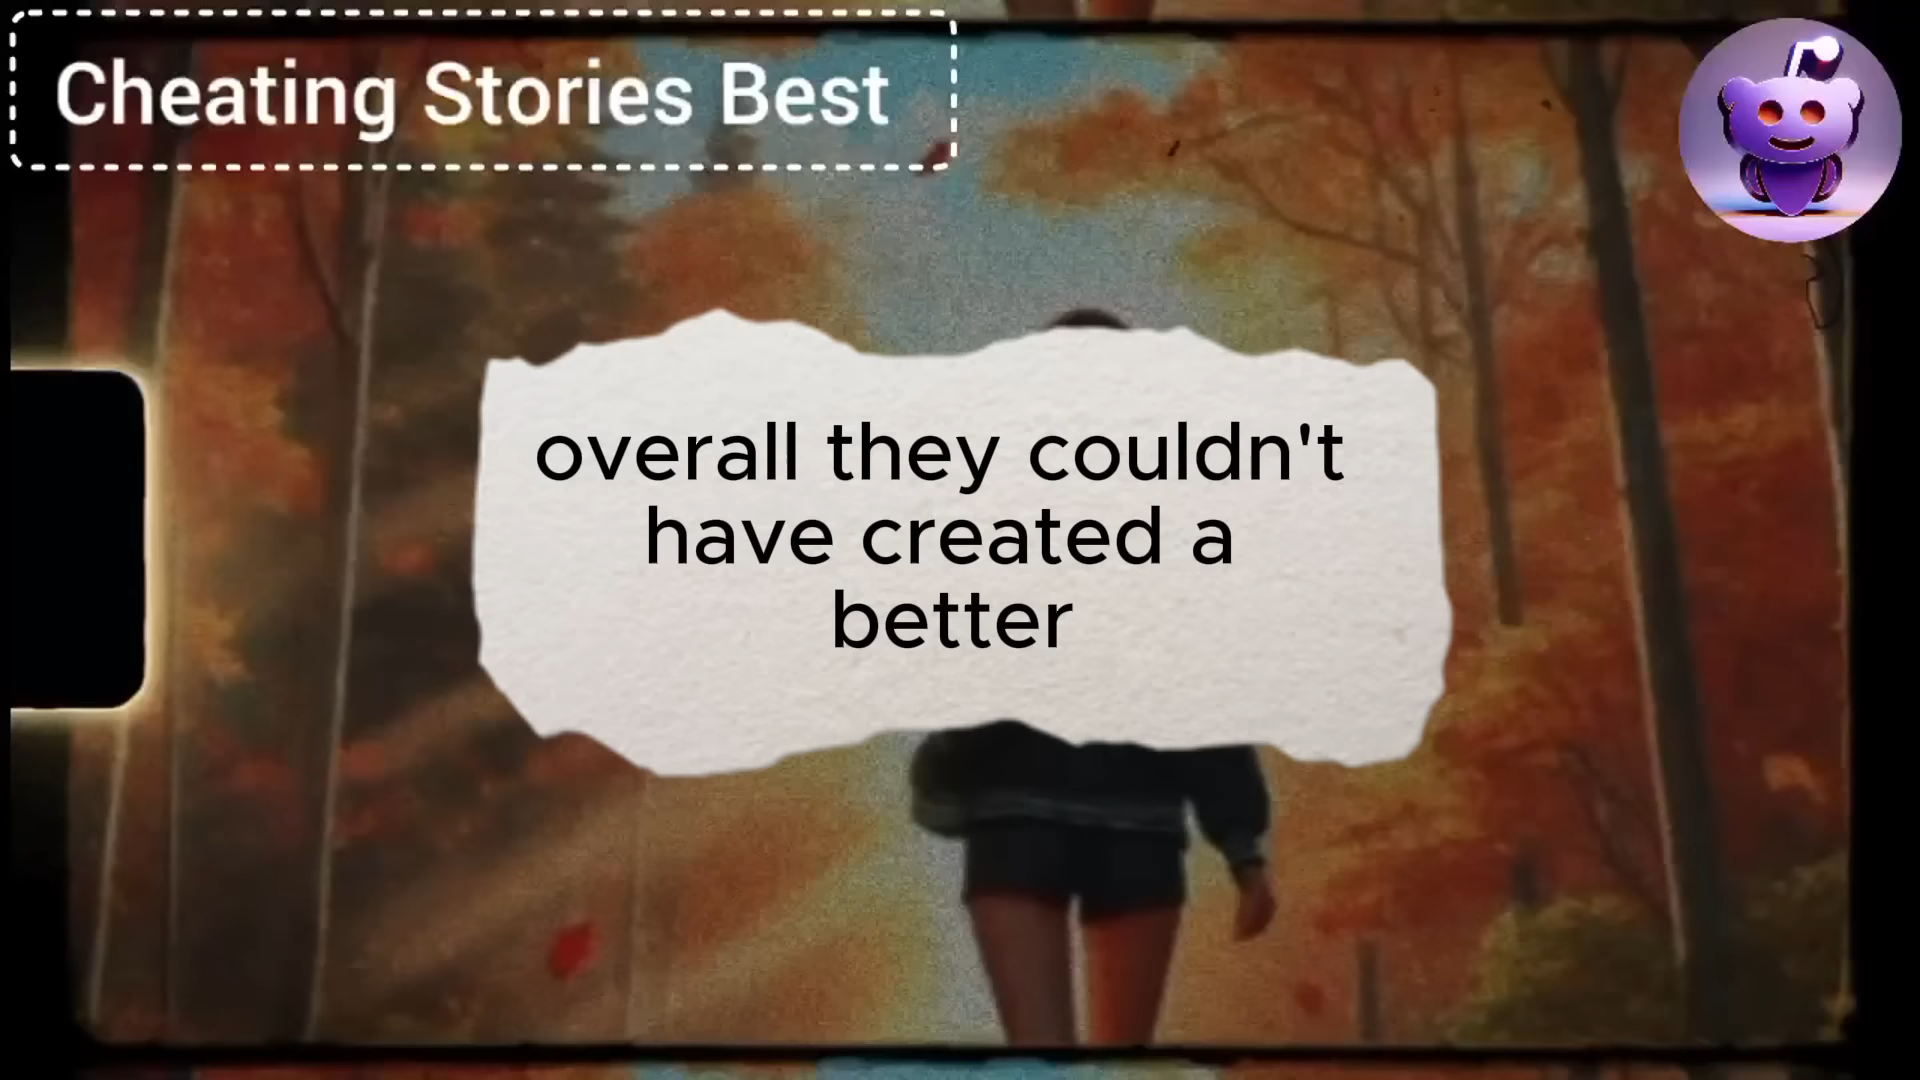 Cheating Stories Best
overall they couldn't
have created a
better